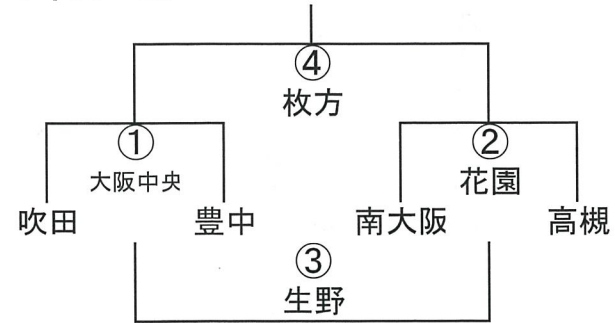 ④
枚方
①
②
大阪中央
花園
吹田
豊中
南大阪
高槻
③
生野